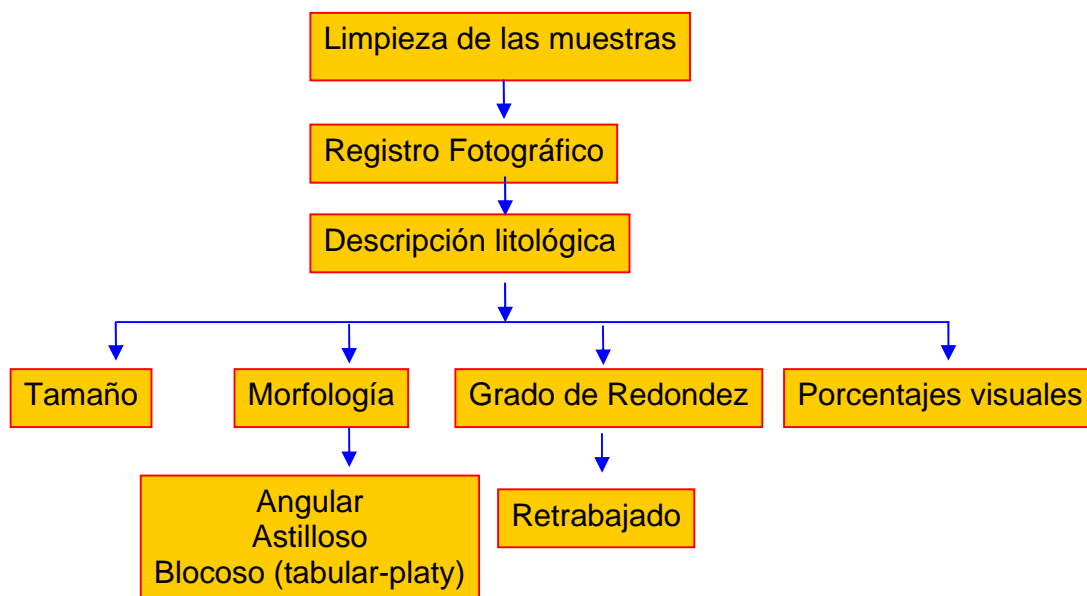 Limpieza de las muestras
Registro Fotográfico
Descripción litológica
Tamaño
Morfología
Grado de Redondez
Porcentajes visuales
Angular
Astilloso
Blocoso (tabular-platy)
Retrabajado